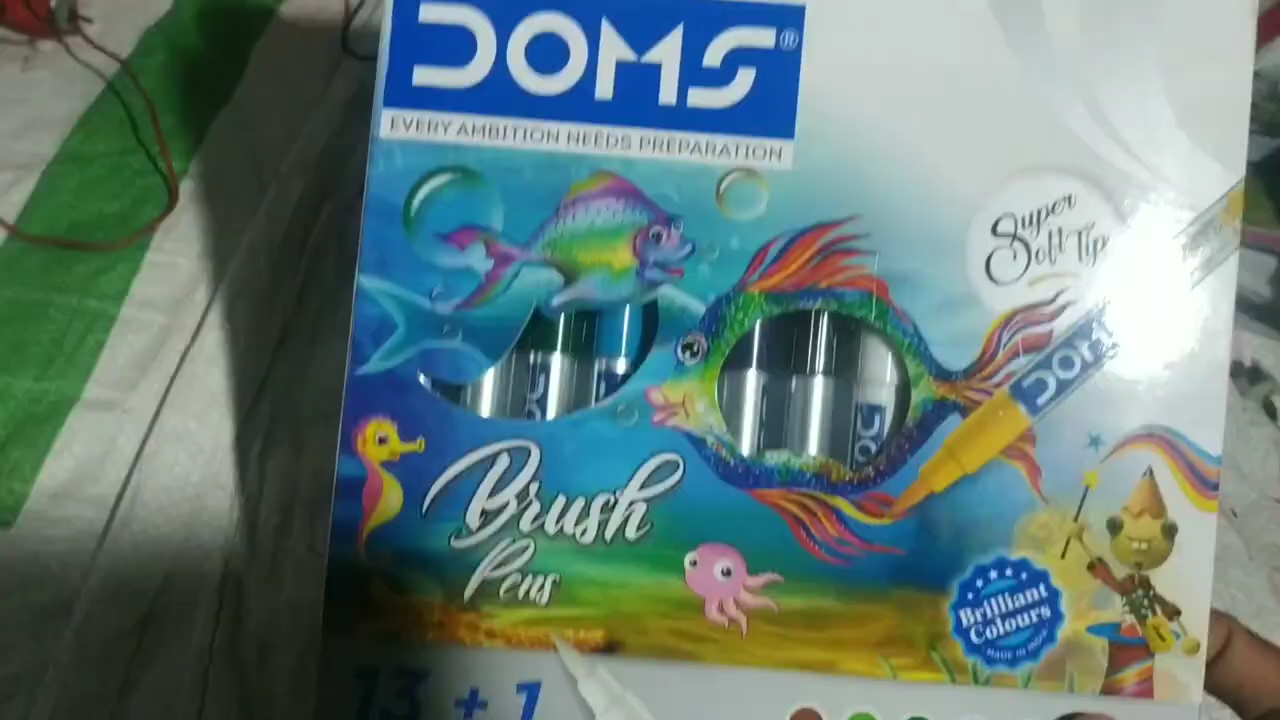 DOMS®
EVERY AMBITION NEEDS PREPARATION
Super
Soft Tip
DOMS
Brush
Pens
Brilliant
Colours
MADE IN INDIA
13 + 1